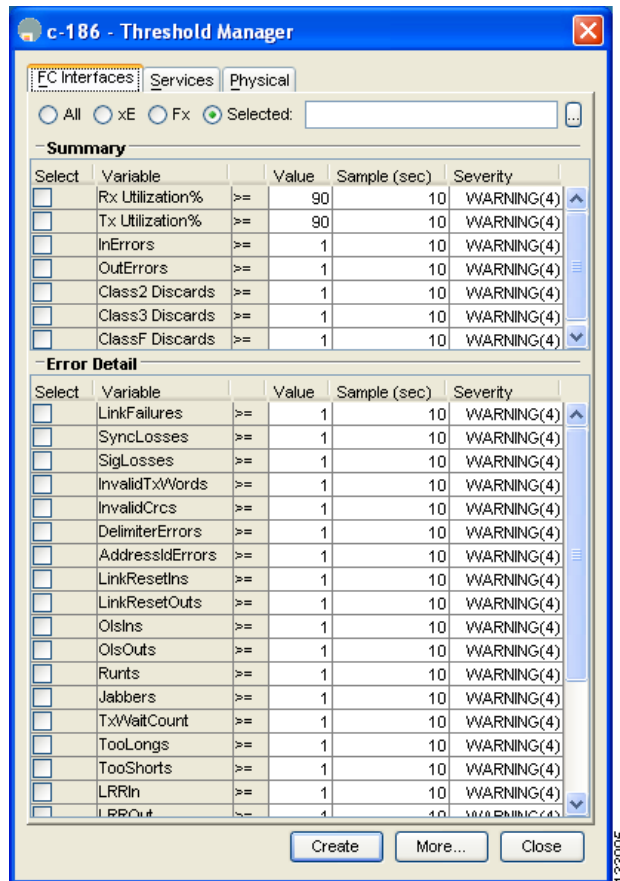 c-186 - Threshold Manager
FC Interfaces Services Physical
All xE Fx Selected: ...
Summary
Select Variable Value Sample (sec) Severity
Rx Utilization% >= 90 10 WARNING(4)
Tx Utilization% >= 90 10 WARNING(4)
InErrors >= 1 10 WARNING(4)
OutErrors >= 1 10 WARNING(4)
Class2 Discards >= 1 10 WARNING(4)
Class3 Discards >= 1 10 WARNING(4)
ClassF Discards >= 1 10 WARNING(4)
Error Detail
Select Variable Value Sample (sec) Severity
LinkFailures >= 1 10 WARNING(4)
SyncLosses >= 1 10 WARNING(4)
SigLosses >= 1 10 WARNING(4)
InvalidTxWords >= 1 10 WARNING(4)
InvalidCrcs >= 1 10 WARNING(4)
DelimiterErrors >= 1 10 WARNING(4)
AddressIdErrors >= 1 10 WARNING(4)
LinkResetIns >= 1 10 WARNING(4)
LinkResetOuts >= 1 10 WARNING(4)
OlsIns >= 1 10 WARNING(4)
OlsOuts >= 1 10 WARNING(4)
Runts >= 1 10 WARNING(4)
Jabbers >= 1 10 WARNING(4)
TxWaitCount >= 1 10 WARNING(4)
TooLongs >= 1 10 WARNING(4)
TooShorts >= 1 10 WARNING(4)
LRRIn >= 1 10 WARNING(4)
LRROut >= 1 10 WARNING(4)
Create More... Close